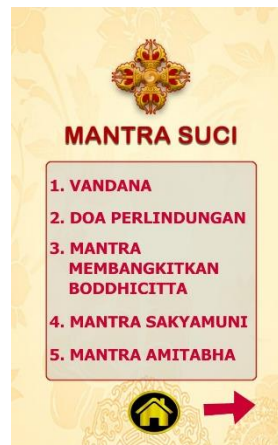 MANTRA SUCI
1. VANDANA
2. DOA PERLINDUNGAN
3. MANTRA
MEMBANGKITKAN
BODDHICITTA
4. MANTRA SAKYAMUNI
5. MANTRA AMITABHA